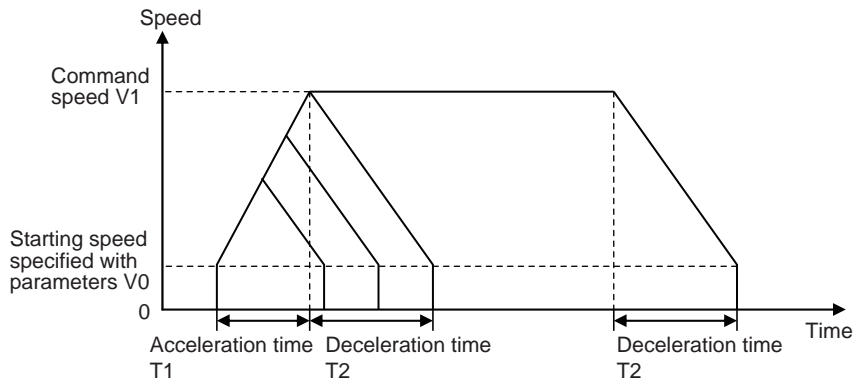 Speed
Command
speed V1
Starting speed
specified with
parameters V0
0
Time
Acceleration time
T1
Deceleration time
T2
Deceleration time
T2